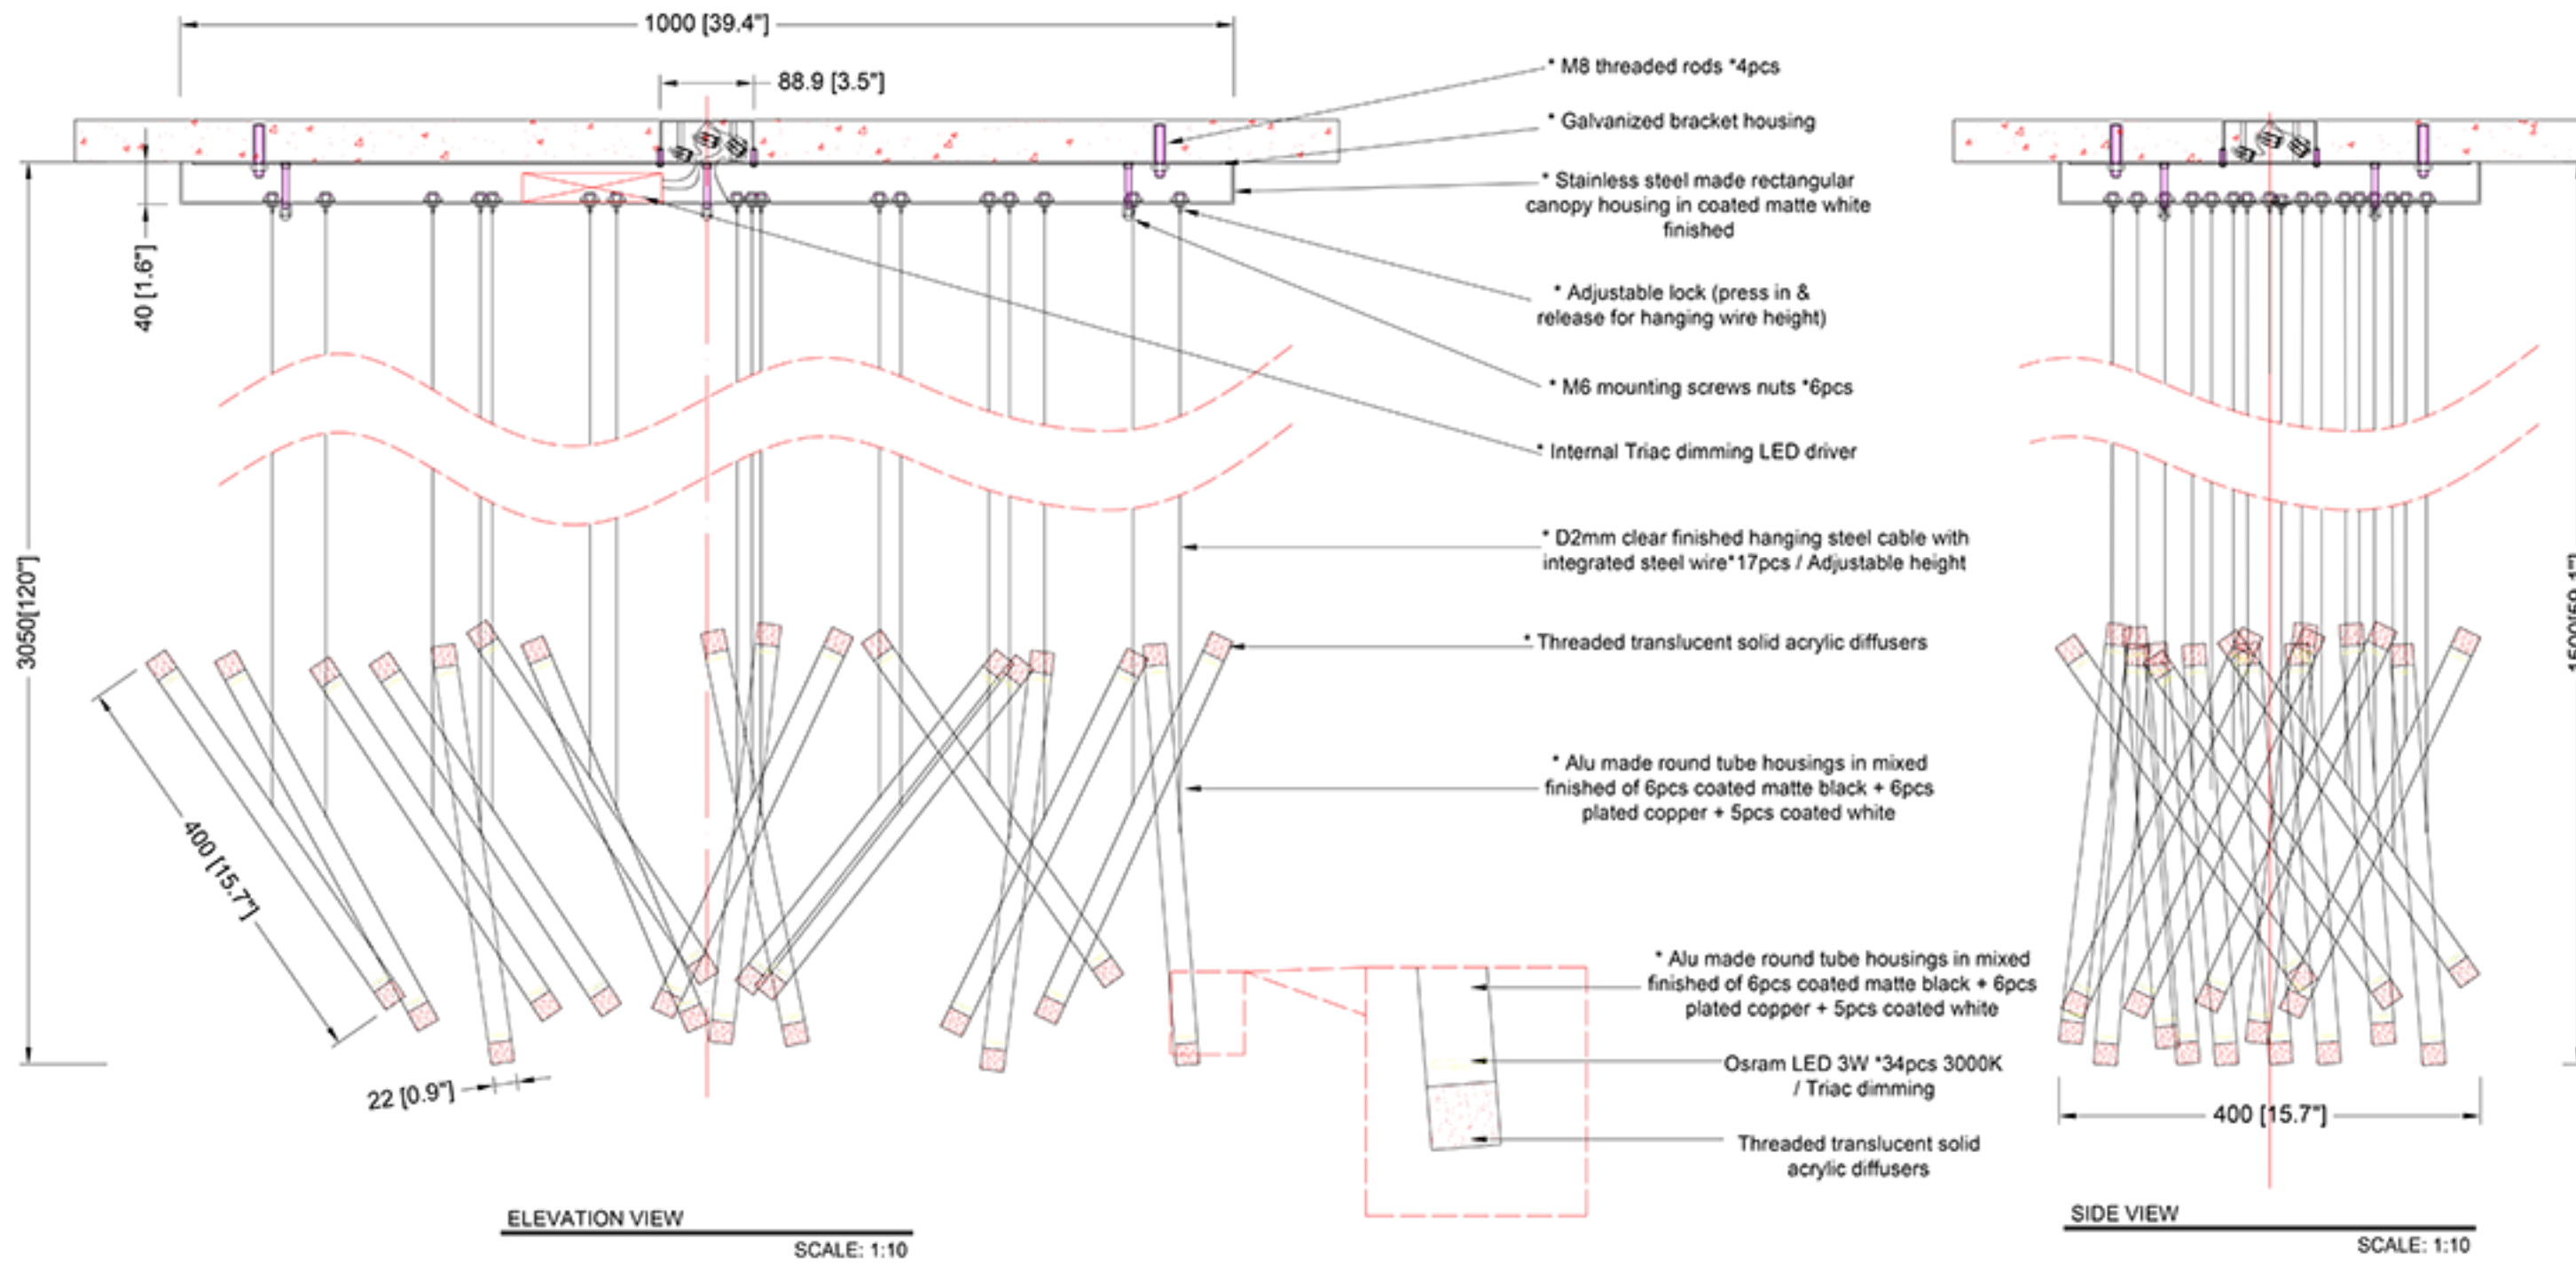 1000 [39.4"]
88.9 [3.5"]
40 [1.6"]
3050[120"]
400 [15.7"]
22 [0.9"]
* M8 threaded rods *4pcs
* Galvanized bracket housing
* Stainless steel made rectangular
canopy housing in coated matte white
finished
* Adjustable lock (press in &
release for hanging wire height)
* M6 mounting screws nuts *6pcs
* Internal Triac dimming LED driver
* D2mm clear finished hanging steel cable with
integrated steel wire*17pcs / Adjustable height
* Threaded translucent solid acrylic diffusers
* Alu made round tube housings in mixed
finished of 6pcs coated matte black + 6pcs
plated copper + 5pcs coated white
* Alu made round tube housings in mixed
finished of 6pcs coated matte black + 6pcs
plated copper + 5pcs coated white
Osram LED 3W *34pcs 3000K
/ Triac dimming
Threaded translucent solid
acrylic diffusers
ELEVATION VIEW
SCALE: 1:10
400 [15.7"]
SIDE VIEW
SCALE: 1:10